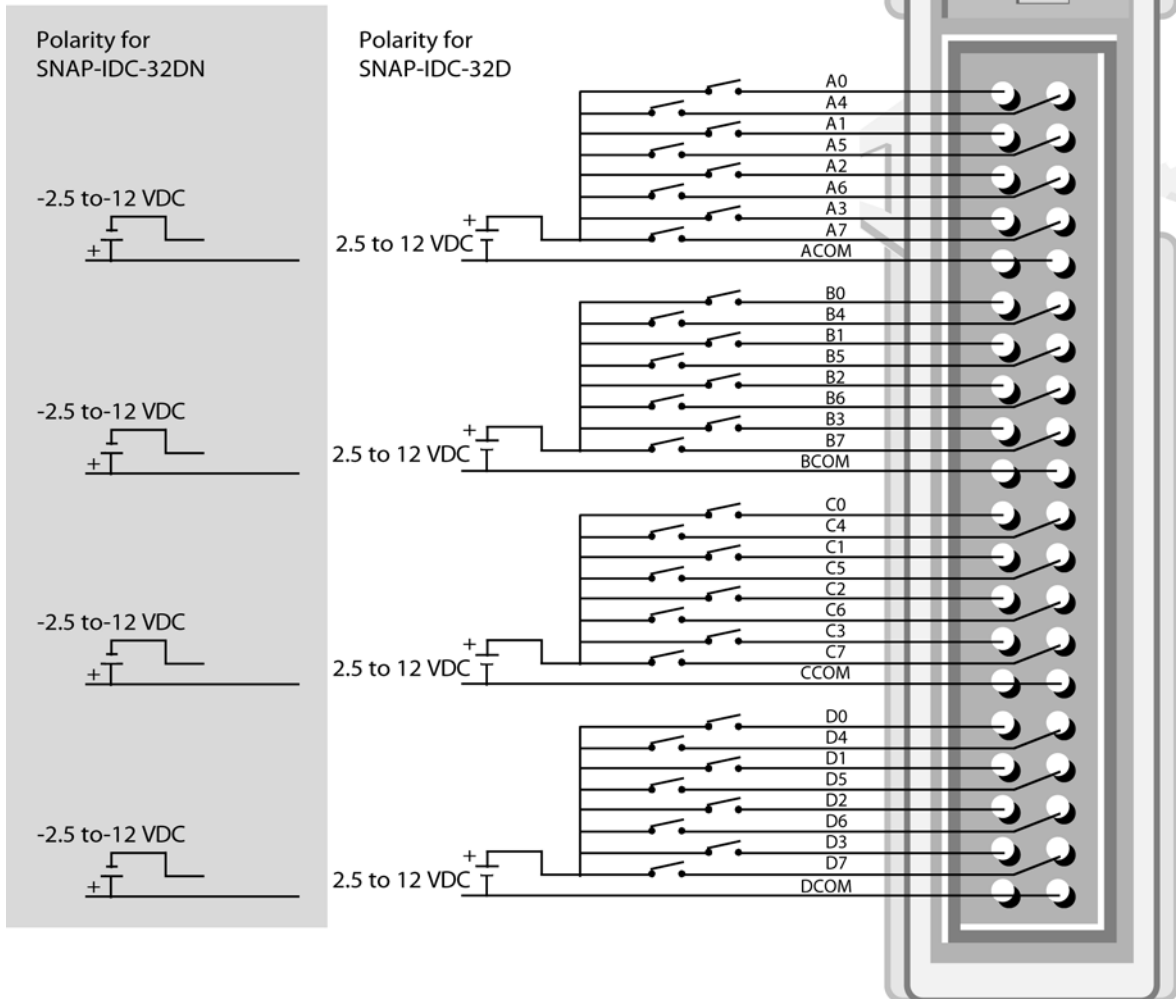 Polarity for
SNAP-IDC-32DN
Polarity for
SNAP-IDC-32D
A0
A4
A1
A5
A2
A6
A3
A7
ACOM
-2.5 to-12 VDC
+
+
2.5 to 12 VDC
B0
B4
B1
B5
B2
B6
B3
B7
BCOM
-2.5 to-12 VDC
+
+
2.5 to 12 VDC
C0
C4
C1
C5
C2
C6
C3
C7
CCOM
-2.5 to-12 VDC
+
+
2.5 to 12 VDC
D0
D4
D1
D5
D2
D6
D3
D7
DCOM
-2.5 to-12 VDC
+
+
2.5 to 12 VDC